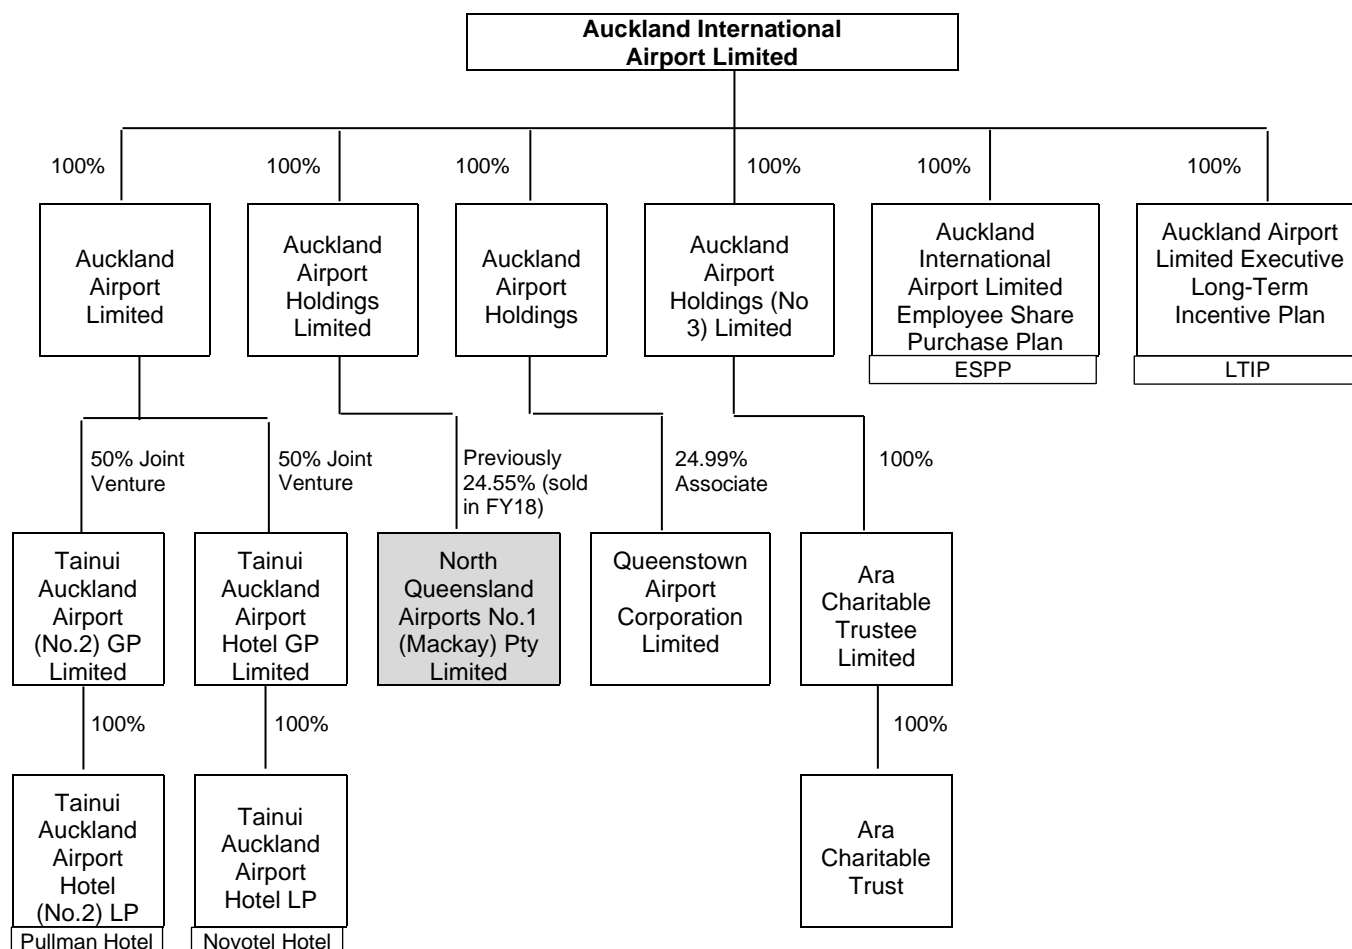 Auckland International
Airport Limited
100%
100%
100%
100%
100%
100%
Auckland
Airport
Limited
Auckland
Airport
Holdings
Limited
Auckland
Airport
Holdings
Auckland
Airport
Holdings (No
3) Limited
Auckland
International
Airport Limited
Employee Share
Purchase Plan
ESPP
Auckland Airport
Limited Executive
Long-Term
Incentive Plan
LTIP
50% Joint
Venture
50% Joint
Venture
Previously
24.55% (sold
in FY18)
24.99%
Associate
100%
Tainui
Auckland
Airport
(No.2) GP
Limited
Tainui
Auckland
Airport
Hotel GP
Limited
North
Queensland
Airports No.1
(Mackay) Pty
Limited
Queenstown
Airport
Corporation
Limited
Ara
Charitable
Trustee
Limited
100%
100%
100%
Tainui
Auckland
Airport
Hotel
(No.2) LP
Pullman Hotel
Tainui
Auckland
Airport
Hotel LP
Novotel Hotel
Ara
Charitable
Trust